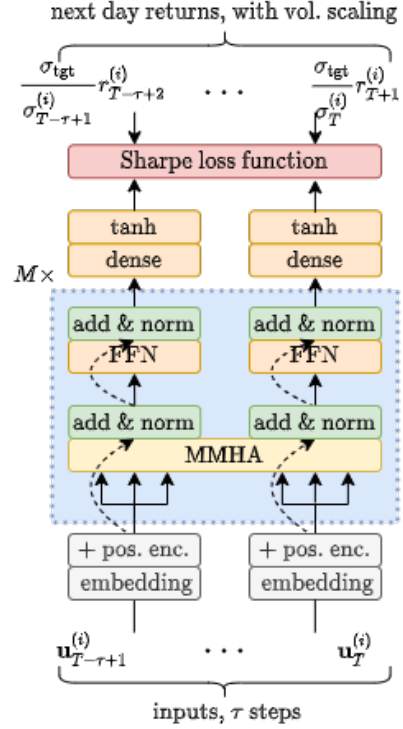 next day returns, with vol. scaling
σ_tgt / σ^{(i)}_{T−τ+1} r^{(i)}_{T−τ+2} · · · σ_tgt / σ^{(i)}_T r^{(i)}_{T+1}
Sharpe loss function
tanh tanh
dense dense
M×
add & norm add & norm
FFN FFN
add & norm add & norm
MMHA
+ pos. enc. + pos. enc.
embedding embedding
u^{(i)}_{T−τ+1} · · · u^{(i)}_T
inputs, τ steps